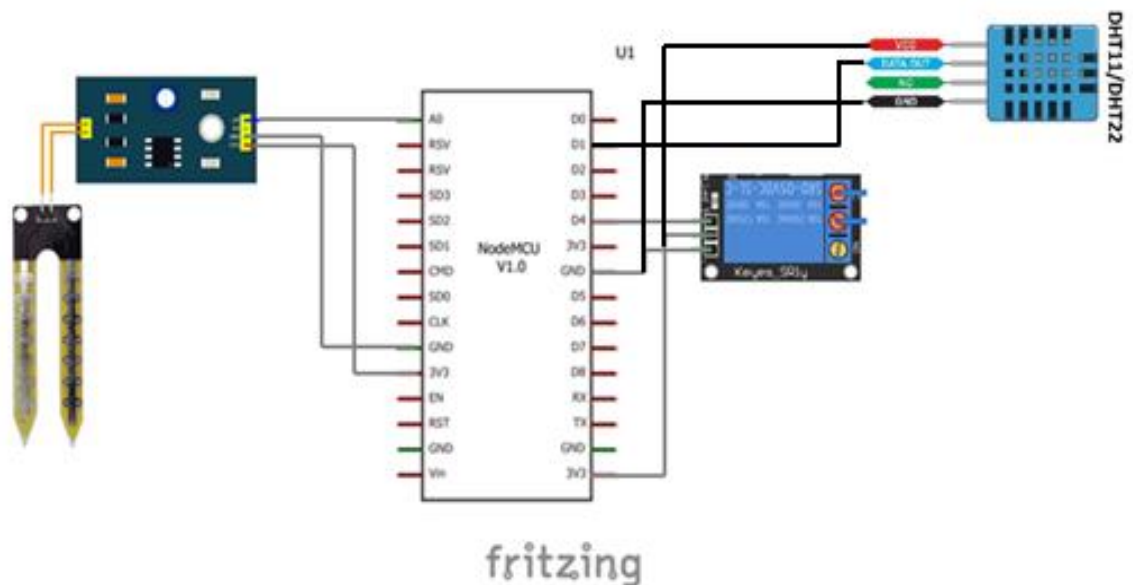 U1
VCC
DATA OUT
NC
GND
DHT11/DHT22
A0
RSV
RSV
SD3
SD2
SD1
CMD
SD0
CLK
GND
3V3
EN
RST
GND
Vin
NodeMCU
V1.0
D0
D1
D2
D3
D4
3V3
GND
D5
D6
D7
D8
RX
TX
GND
3V3
Keyes_SR1y
fritzing